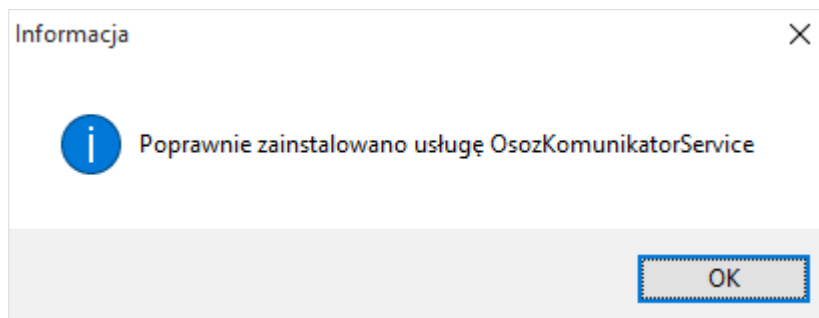 Informacja
Poprawnie zainstalowano usługę OsozKomunikatorService
OK